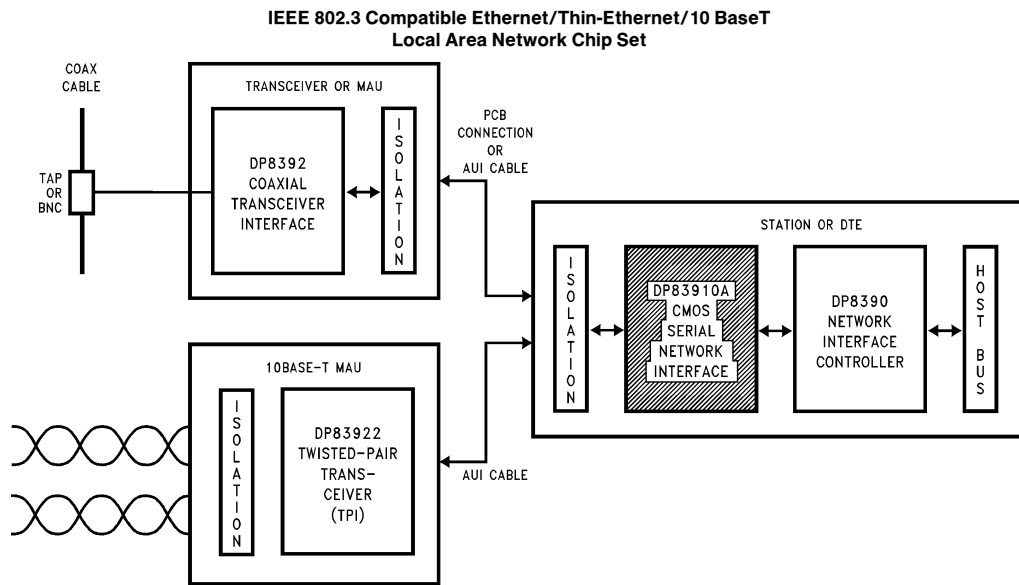 IEEE 802.3 Compatible Ethernet/Thin-Ethernet/10 BaseT
Local Area Network Chip Set
COAX
CABLE
TAP
OR
BNC
TRANSCEIVER OR MAU
DP8392
COAXIAL
TRANSCEIVER
INTERFACE
ISOLATION
PCB
CONNECTION
OR
AUI CABLE
STATION OR DTE
ISOLATION
DP83910A
CMOS
SERIAL
NETWORK
INTERFACE
DP8390
NETWORK
INTERFACE
CONTROLLER
HOST BUS
10BASE-T MAU
ISOLATION
DP83922
TWISTED-PAIR
TRANS-
CEIVER
(TPI)
AUI CABLE